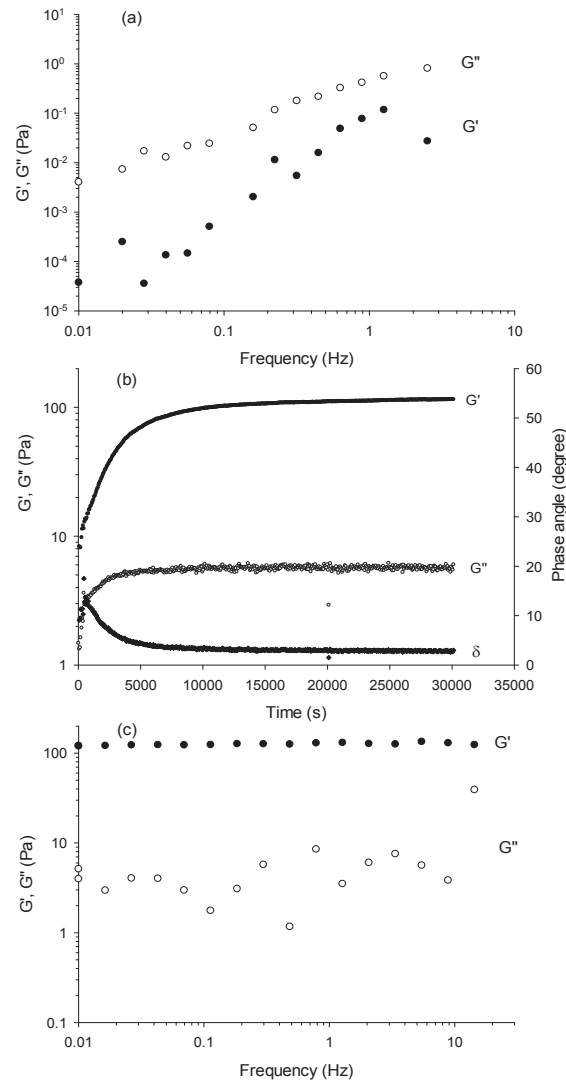 (a)
10¹
10⁰
10⁻¹
10⁻²
10⁻³
10⁻⁴
10⁻⁵
G', G'' (Pa)
G''
G'
0.01 0.1 1 10
Frequency (Hz)
(b)
100
10
1
G', G'' (Pa)
60
50
40
30
20
10
0
Phase angle (degree)
G'
G''
δ
0 5000 10000 15000 20000 25000 30000 35000
Time (s)
(c)
100
10
1
0.1
G', G'' (Pa)
G'
G''
0.01 0.1 1 10
Frequency (Hz)